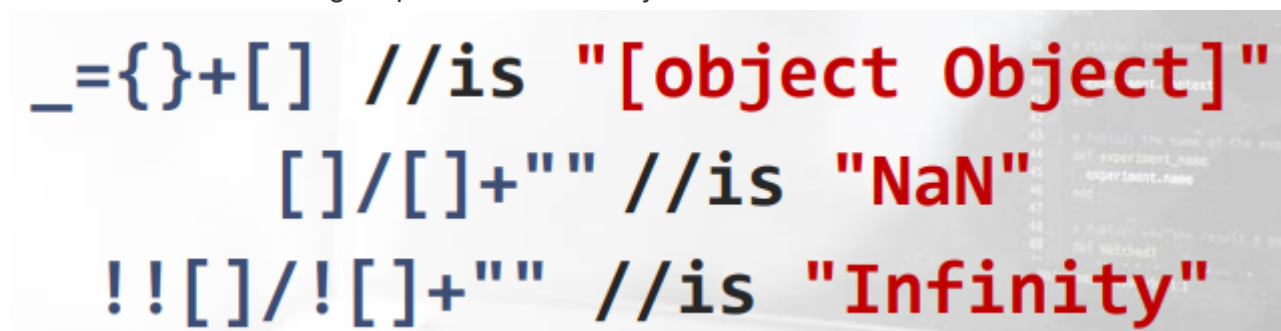 _={}+[] //is "[object Object]"
[]/[]+"" //is "NaN"
!![]/![]+"" //is "Infinity"